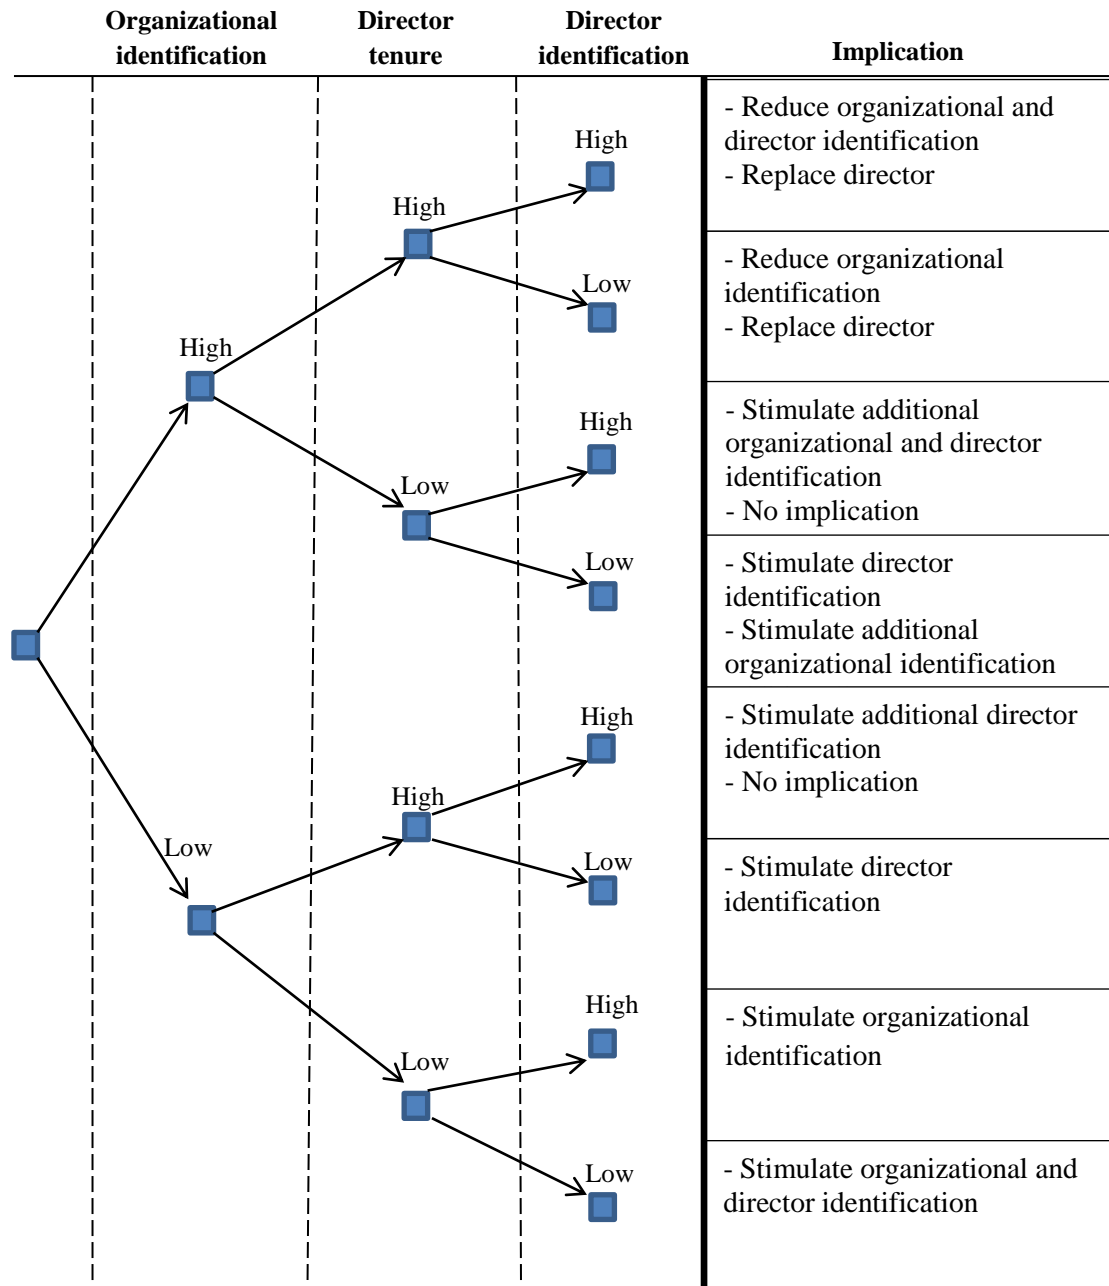 Organizational
identification
Director
tenure
Director
identification
Implication
High
High
High
- Reduce organizational and
director identification
- Replace director
Low
- Reduce organizational
identification
- Replace director
Low
High
- Stimulate additional
organizational and director
identification
- No implication
Low
- Stimulate director
identification
- Stimulate additional
organizational identification
Low
High
High
- Stimulate additional director
identification
- No implication
Low
- Stimulate director
identification
Low
High
- Stimulate organizational
identification
Low
- Stimulate organizational and
director identification